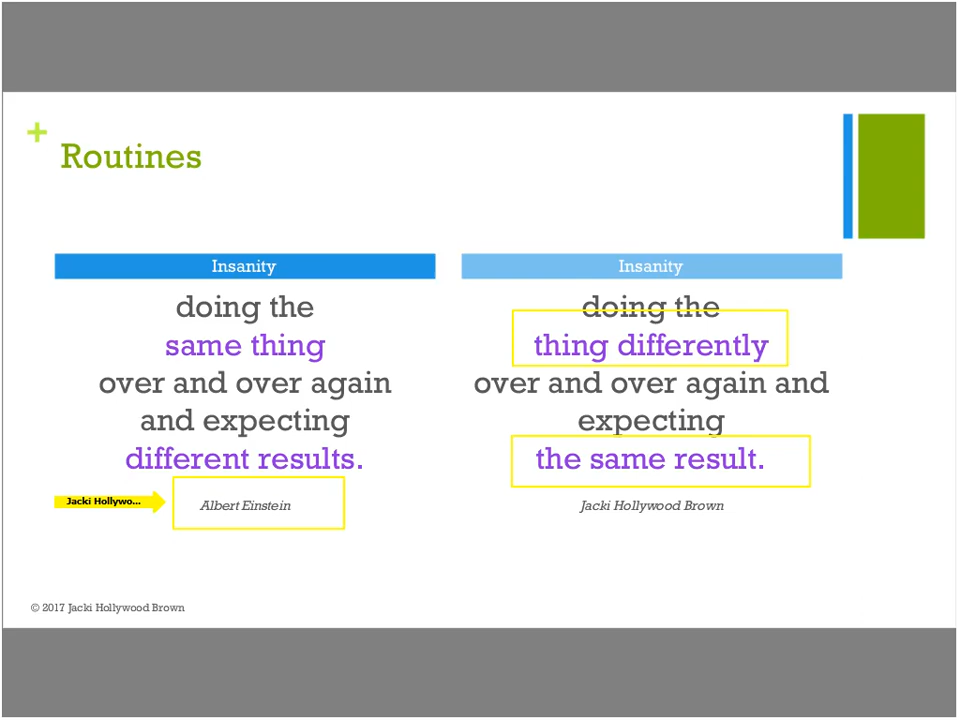 +
Routines
Insanity
doing the
same thing
over and over again
and expecting
different results.
Jacki Hollywo...
Albert Einstein
Insanity
doing the
thing differently
over and over again and
expecting
the same result.
Jacki Hollywood Brown
© 2017 Jacki Hollywood Brown